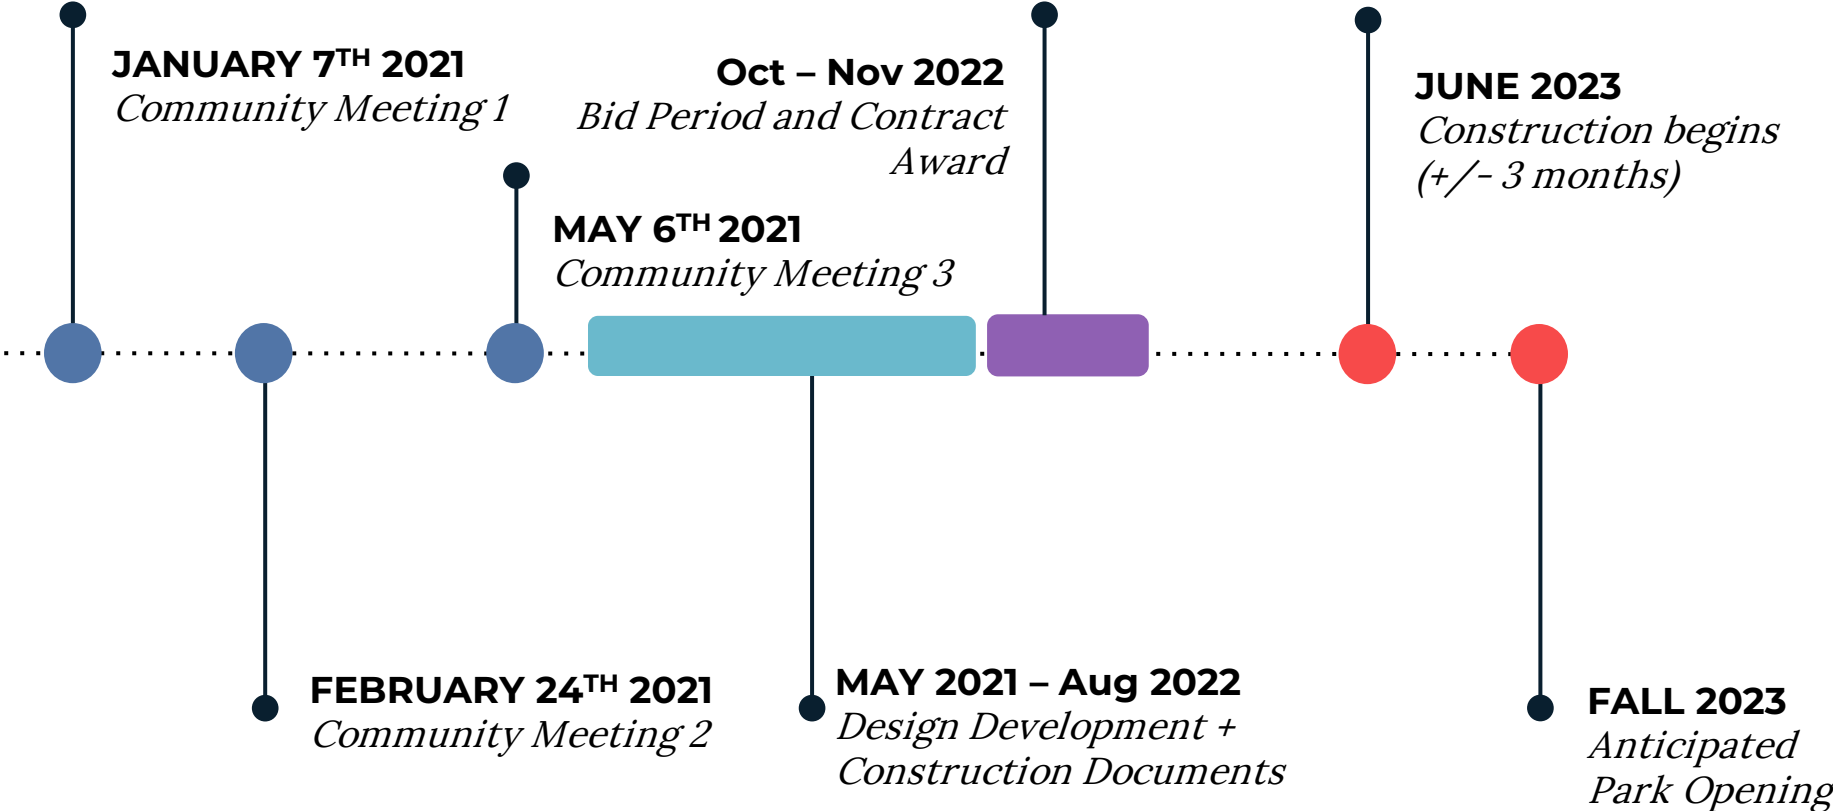 JANUARY 7TH 2021
Community Meeting 1
Oct – Nov 2022
Bid Period and Contract
Award
JUNE 2023
Construction begins
(+/- 3 months)
MAY 6TH 2021
Community Meeting 3
FEBRUARY 24TH 2021
Community Meeting 2
MAY 2021 – Aug 2022
Design Development +
Construction Documents
FALL 2023
Anticipated
Park Opening